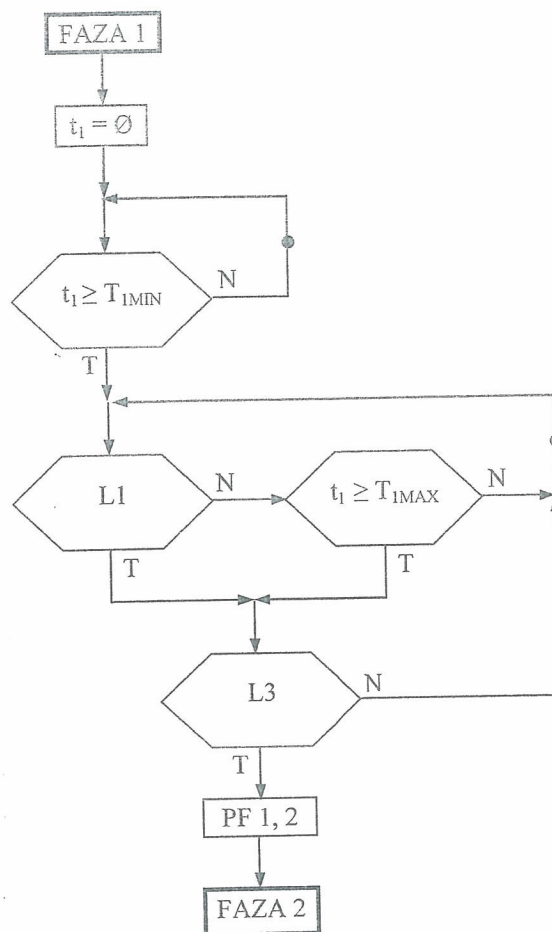 FAZA 1
t₁ = Ø
t₁ ≥ T₁MIN
N
T
L1
N
t₁ ≥ T₁MAX
N
T
T
L3
N
T
PF 1, 2
FAZA 2